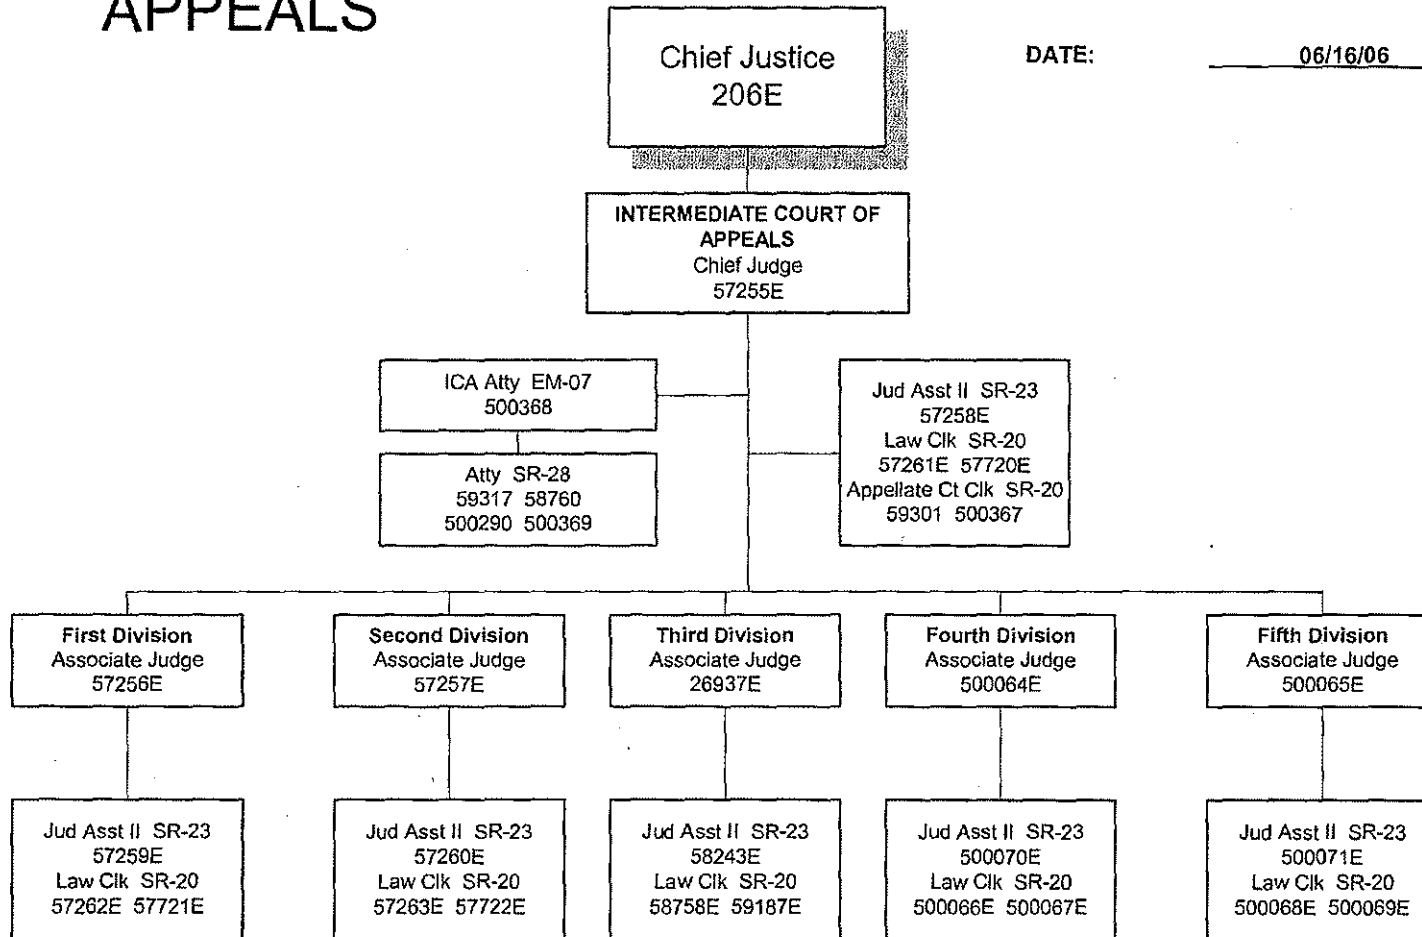 APPEALS
Chief Justice
206E
DATE: 06/16/06
INTERMEDIATE COURT OF
APPEALS
Chief Judge
57255E
ICA Atty EM-07
500368
Atty SR-28
59317 58760
500290 500369
Jud Asst II SR-23
57258E
Law Clk SR-20
57261E 57720E
Appellate Ct Clk SR-20
59301 500367
First Division
Associate Judge
57256E
Second Division
Associate Judge
57257E
Third Division
Associate Judge
26937E
Fourth Division
Associate Judge
500064E
Fifth Division
Associate Judge
500065E
Jud Asst II SR-23
57259E
Law Clk SR-20
57262E 57721E
Jud Asst II SR-23
57260E
Law Clk SR-20
57263E 57722E
Jud Asst II SR-23
58243E
Law Clk SR-20
58758E 59187E
Jud Asst II SR-23
500070E
Law Clk SR-20
500066E 500067E
Jud Asst II SR-23
500071E
Law Clk SR-20
500068E 500069E